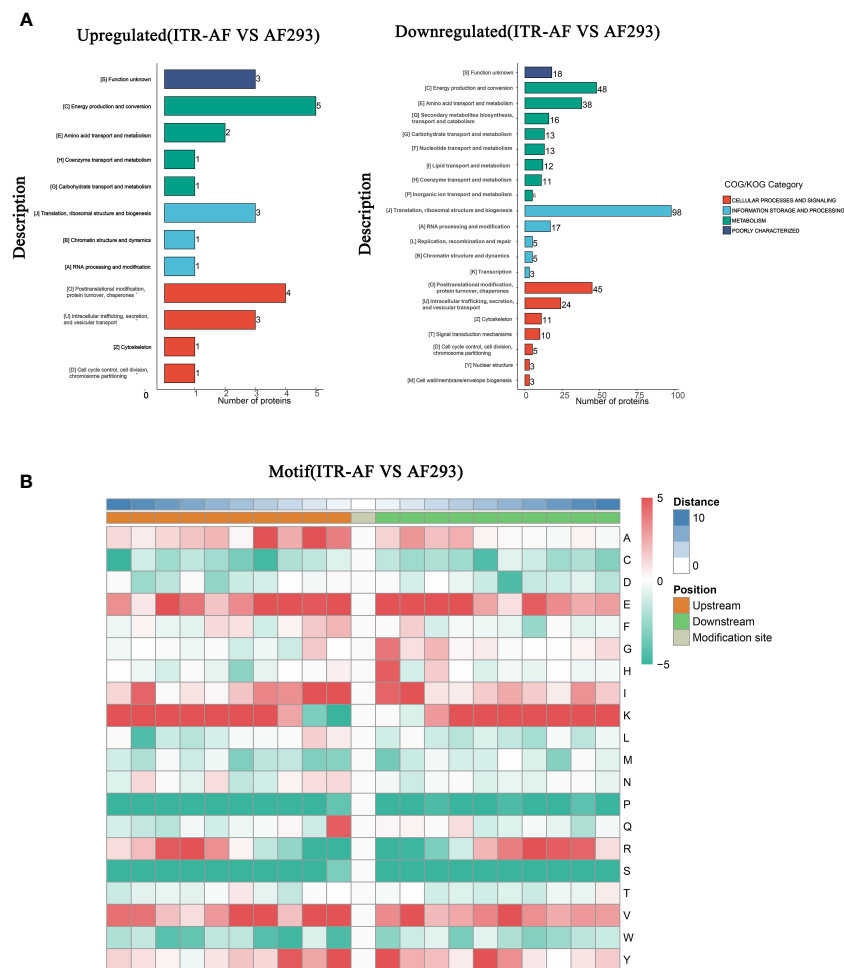 A
Upregulated(ITR-AF VS AF293)
Description
[S] Function unknown
3
[C] Energy production and conversion
5
[E] Amino acid transport and metabolism
2
[H] Coenzyme transport and metabolism
1
[G] Carbohydrate transport and metabolism
1
[J] Translation, ribosomal structure and biogenesis
3
[B] Chromatin structure and dynamics
1
[A] RNA processing and modification
1
[O] Posttranslational modification,
protein turnover, chaperones
4
[U] Intracellular trafficking, secretion,
and vesicular transport
3
[Z] Cytoskeleton
1
[D] Cell cycle control, cell division,
chromosome partitioning
1
0 1 2 3 4 5
Number of proteins
Downregulated(ITR-AF VS AF293)
Description
[S] Function unknown
18
[C] Energy production and conversion
48
[E] Amino acid transport and metabolism
38
[Q] Secondary metabolites biosynthesis,
transport and catabolism
16
[G] Carbohydrate transport and metabolism
13
[F] Nucleotide transport and metabolism
13
[I] Lipid transport and metabolism
12
[H] Coenzyme transport and metabolism
11
[P] Inorganic ion transport and metabolism
[J] Translation, ribosomal structure and biogenesis
98
[A] RNA processing and modification
17
[L] Replication, recombination and repair
5
[B] Chromatin structure and dynamics
5
[K] Transcription
3
[O] Posttranslational modification,
protein turnover, chaperones
45
[U] Intracellular trafficking, secretion,
and vesicular transport
24
[Z] Cytoskeleton
11
[T] Signal transduction mechanisms
10
[D] Cell cycle control, cell division,
chromosome partitioning
5
[Y] Nuclear structure
3
[M] Cell wall/membrane/envelope biogenesis
3
0 25 50 75 100
Number of proteins
COG/KOG Category
CELLULAR PROCESSES AND SIGNALING
INFORMATION STORAGE AND PROCESSING
METABOLISM
POORLY CHARACTERIZED
B
Motif(ITR-AF VS AF293)
A
C
D
E
F
G
H
I
K
L
M
N
P
Q
R
S
T
V
W
Y
5
0
−5
Distance
10
0
Position
Upstream
Downstream
Modification site